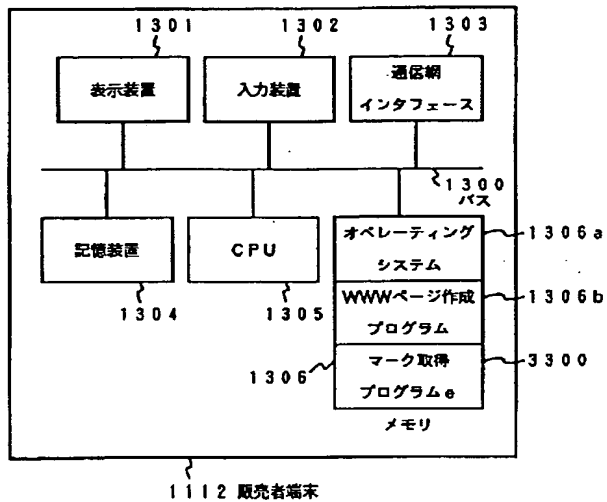 1301
1302
1303
表示装置
入力装置
通信網
インタフェース
1300
バス
記憶装置
CPU
オペレーティング
システム
1306a
WWWページ作成
プログラム
1306b
マーク取得
プログラムe
3300
1304
1305
1306
メモリ
1112 販売者端末